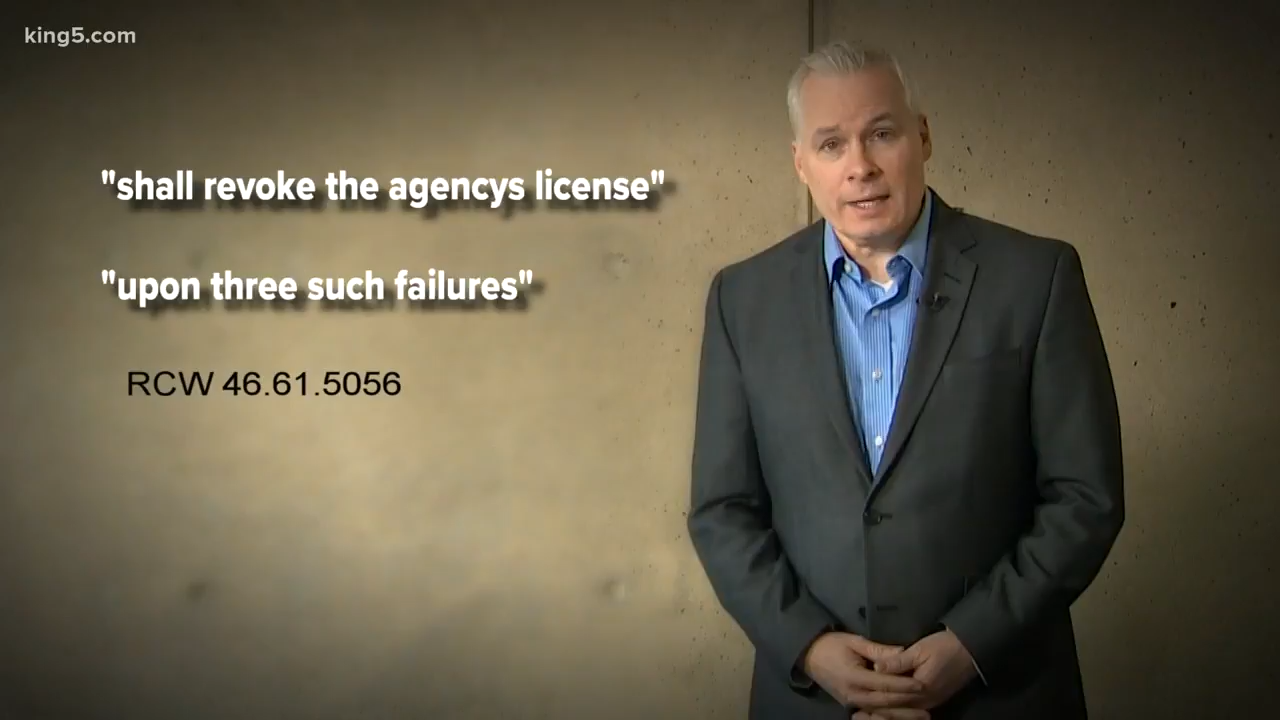 king5.com
"shall revoke the agencys license"
"upon three such failures"
RCW 46.61.5056